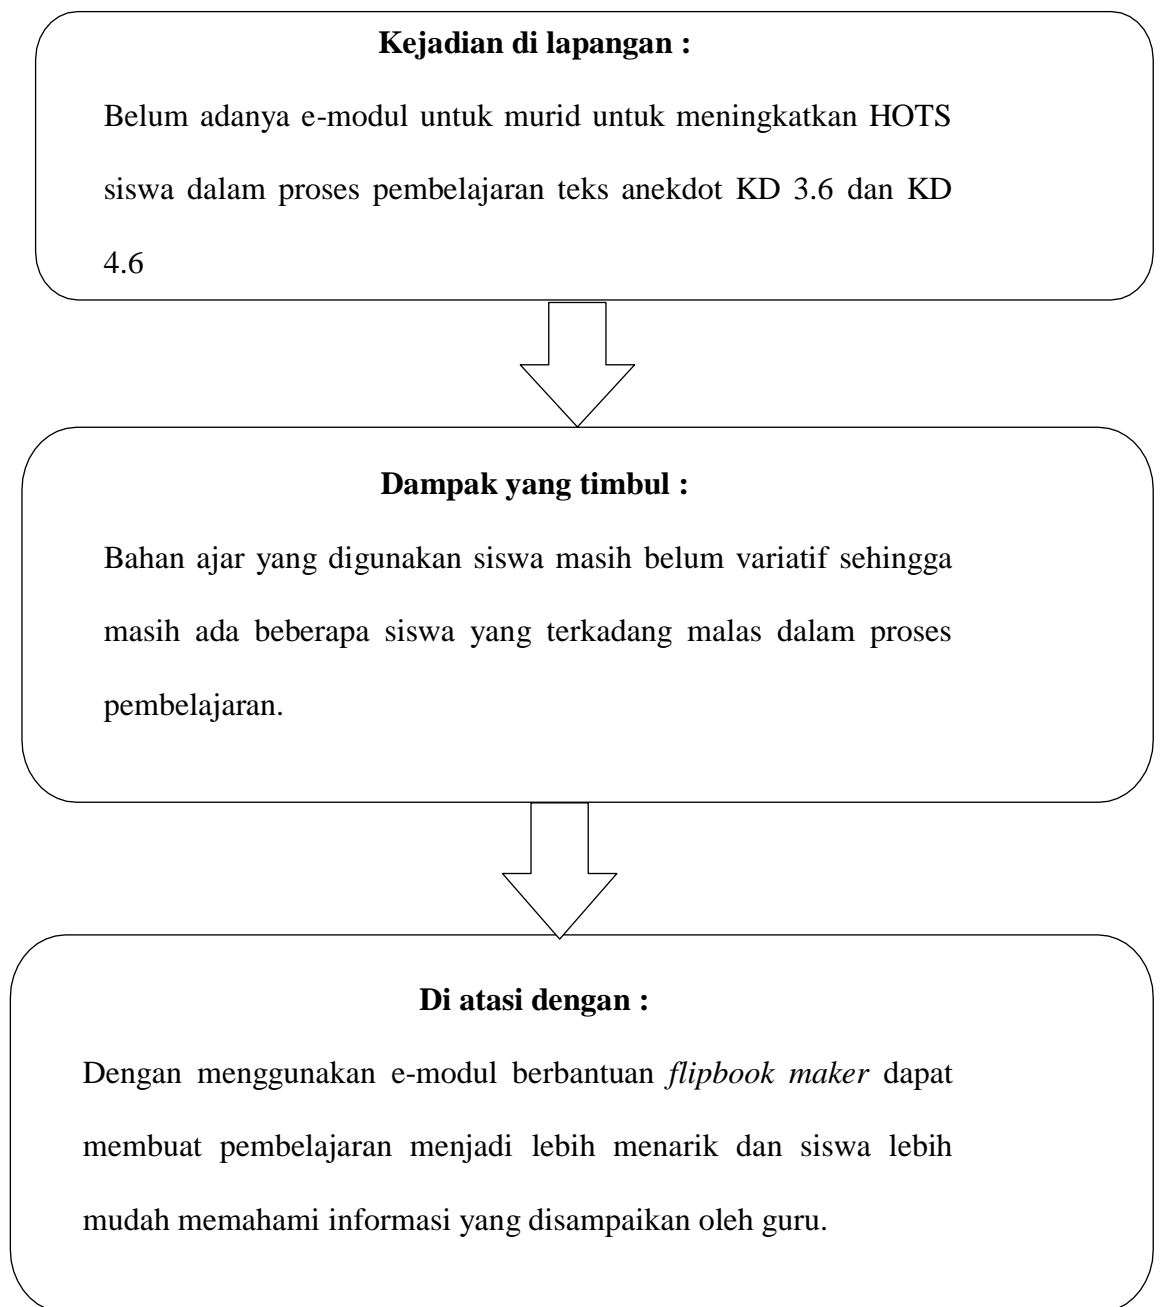 Kejadian di lapangan :
Belum adanya e-modul untuk murid untuk meningkatkan HOTS
siswa dalam proses pembelajaran teks anekdot KD 3.6 dan KD
4.6
Dampak yang timbul :
Bahan ajar yang digunakan siswa masih belum variatif sehingga
masih ada beberapa siswa yang terkadang malas dalam proses
pembelajaran.
Di atasi dengan :
Dengan menggunakan e-modul berbantuan flipbook maker dapat
membuat pembelajaran menjadi lebih menarik dan siswa lebih
mudah memahami informasi yang disampaikan oleh guru.